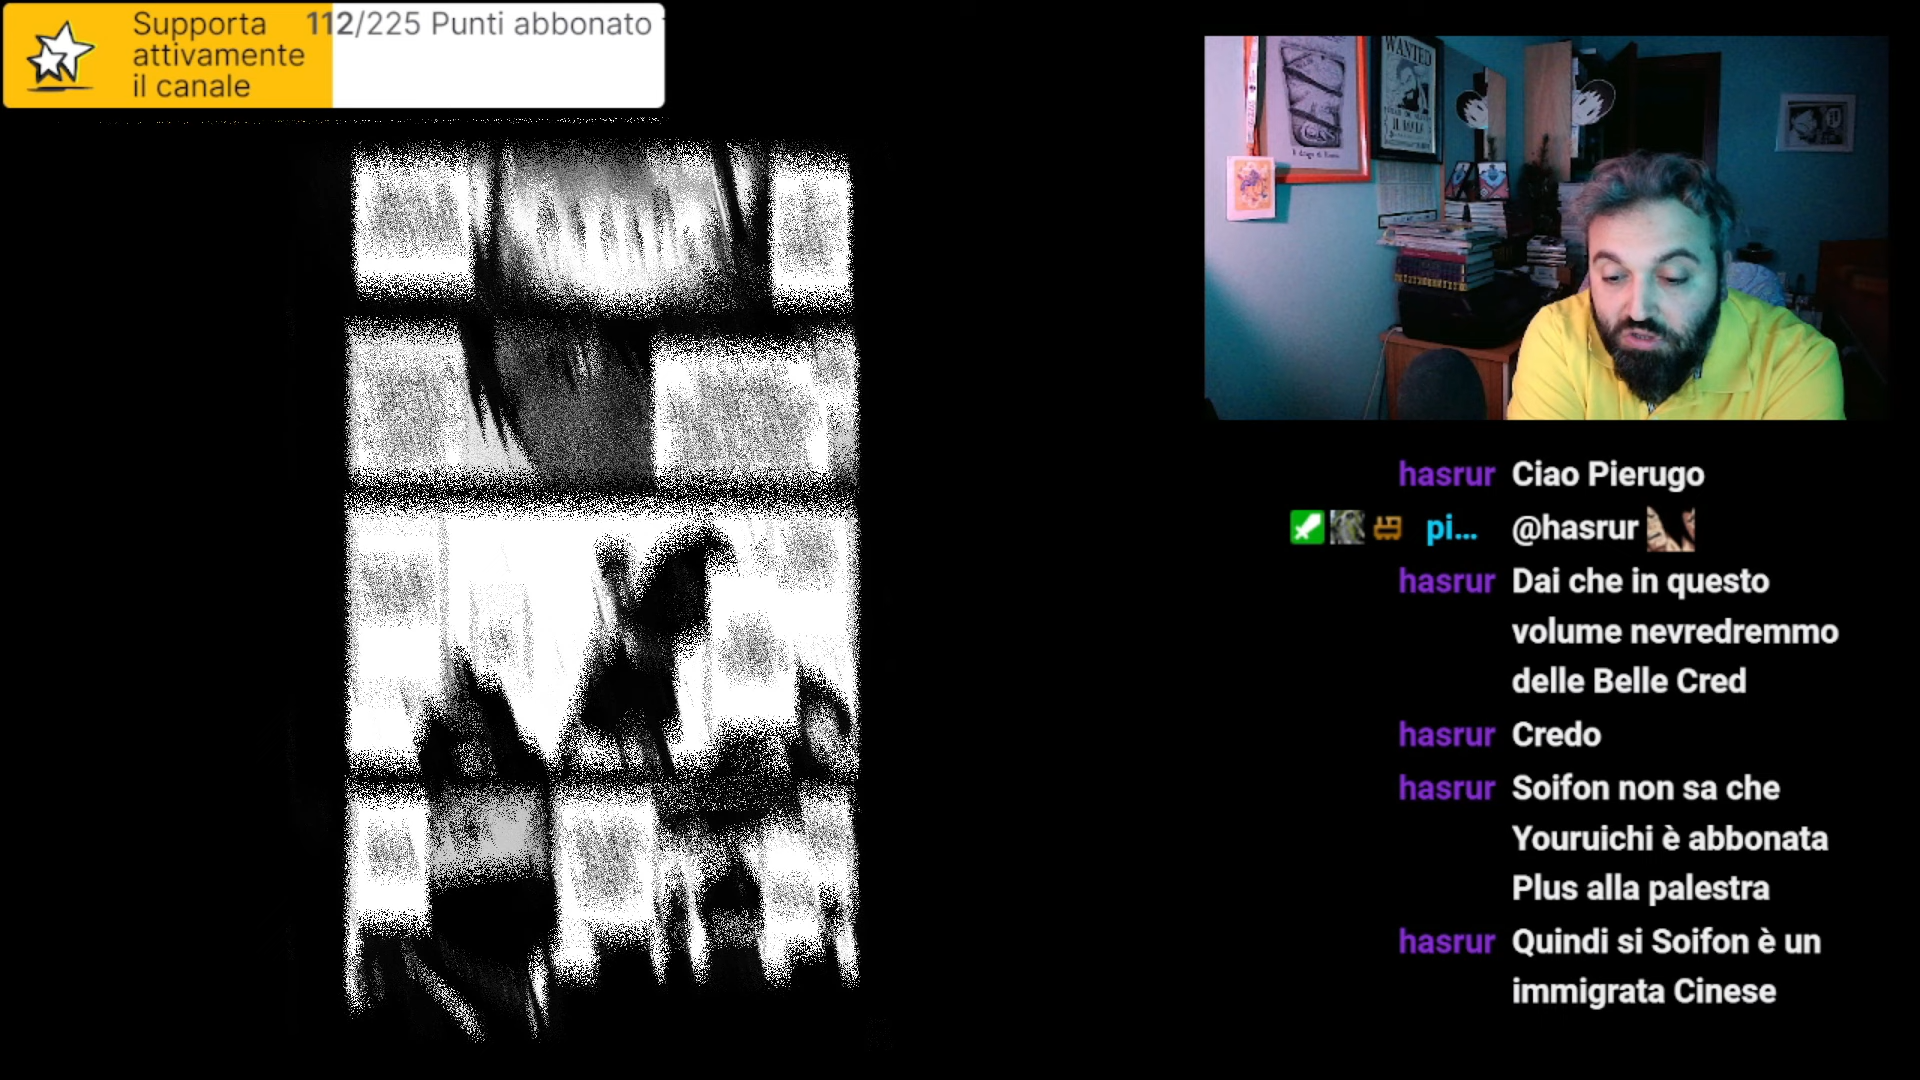 Supporta
attivamente
il canale
112/225 Punti abbonato
WANTED
hasrur Ciao Pierugo
pi... @hasrur
hasrur Dai che in questo
volume nevredremmo
delle Belle Cred
hasrur Credo
hasrur Soifon non sa che
Youruichi è abbonata
Plus alla palestra
hasrur Quindi si Soifon è un
immigrata Cinese